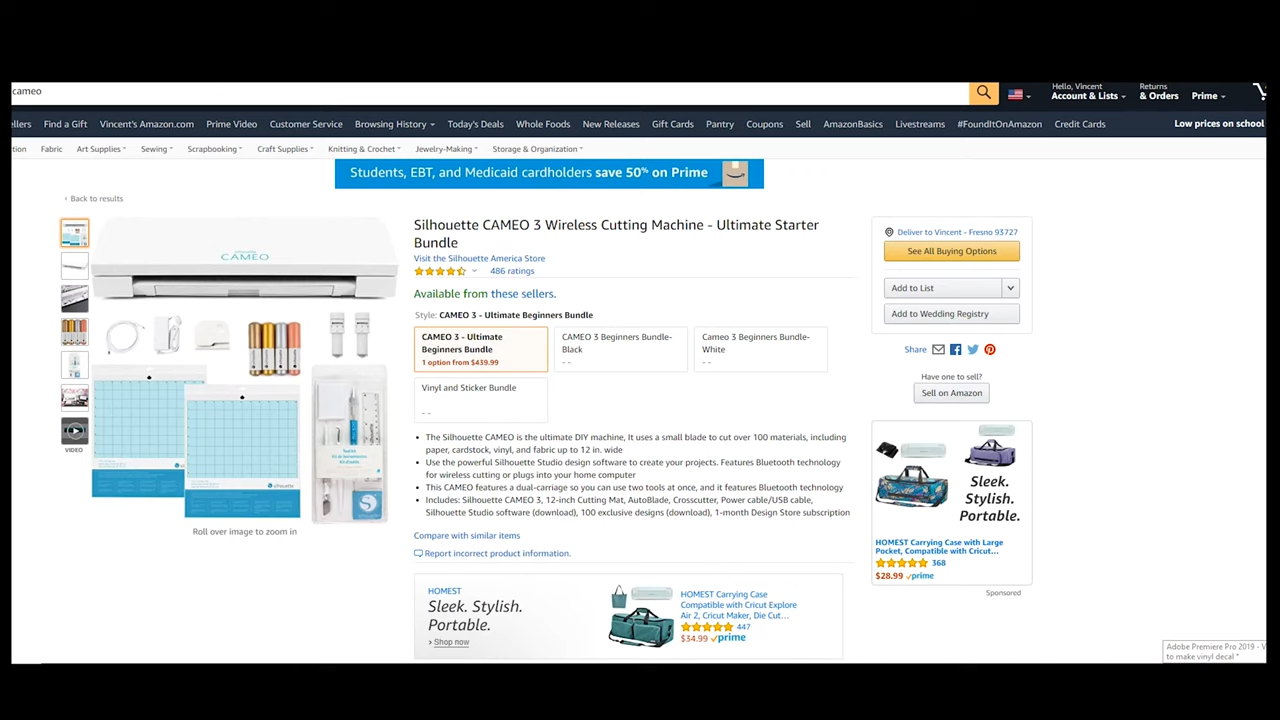 cameo
Hello, Vincent
Account & Lists
Returns
& Orders
Prime
ellers Find a Gift Vincent's Amazon.com Prime Video Customer Service Browsing History Today's Deals Whole Foods New Releases Gift Cards Pantry Coupons Sell AmazonBasics Livestreams #FoundItOnAmazon Credit Cards Low prices on school
tion Fabric Art Supplies Sewing Scrapbooking Craft Supplies Knitting & Crochet Jewelry-Making Storage & Organization
Students, EBT, and Medicaid cardholders save 50% on Prime
‹ Back to results
Silhouette CAMEO 3 Wireless Cutting Machine - Ultimate Starter
Bundle
Visit the Silhouette America Store
486 ratings
Available from these sellers.
Style: CAMEO 3 - Ultimate Beginners Bundle
CAMEO 3 - Ultimate
Beginners Bundle
1 option from $439.99
CAMEO 3 Beginners Bundle-
Black
- -
Cameo 3 Beginners Bundle-
White
- -
Vinyl and Sticker Bundle
- -
• The Silhouette CAMEO is the ultimate DIY machine, It uses a small blade to cut over 100 materials, including
paper, cardstock, vinyl, and fabric up to 12 in. wide
• Use the powerful Silhouette Studio design software to create your projects. Features Bluetooth technology
for wireless cutting or plugs into your home computer
• This CAMEO features a dual-carriage so you can use two tools at once, and it features Bluetooth technology
• Includes: Silhouette CAMEO 3, 12-inch Cutting Mat, AutoBlade, Crosscutter, Power cable/USB cable,
Silhouette Studio software (download), 100 exclusive designs (download), 1-month Design Store subscription
Compare with similar items
Report incorrect product information.
CAMEO
silhouette
VIDEO
Roll over image to zoom in
HOMEST
Sleek. Stylish.
Portable.
› Shop now
HOMEST Carrying Case
Compatible with Cricut Explore
Air 2, Cricut Maker, Die Cut…
447
$34.99 prime
Deliver to Vincent - Fresno 93727
See All Buying Options
Add to List
Add to Wedding Registry
Share
Have one to sell?
Sell on Amazon
Sleek.
Stylish.
Portable.
HOMEST Carrying Case with Large
Pocket, Compatible with Cricut…
368
$28.99 prime
Sponsored
Adobe Premiere Pro 2019 - V
to make vinyl decal *